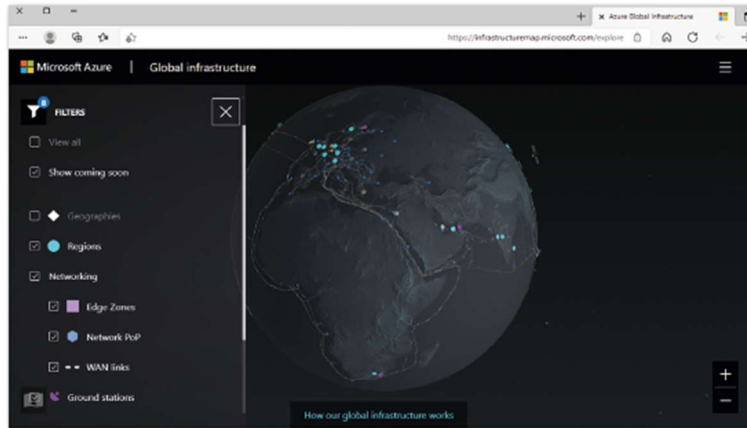 Azure Global Infrastructure
https://infrastructuremap.microsoft.com/explore
Microsoft Azure | Global infrastructure
8
FILTERS
View all
Show coming soon
Geographies
Regions
Networking
Edge Zones
Network PoP
WAN links
Ground stations
How our global infrastructure works